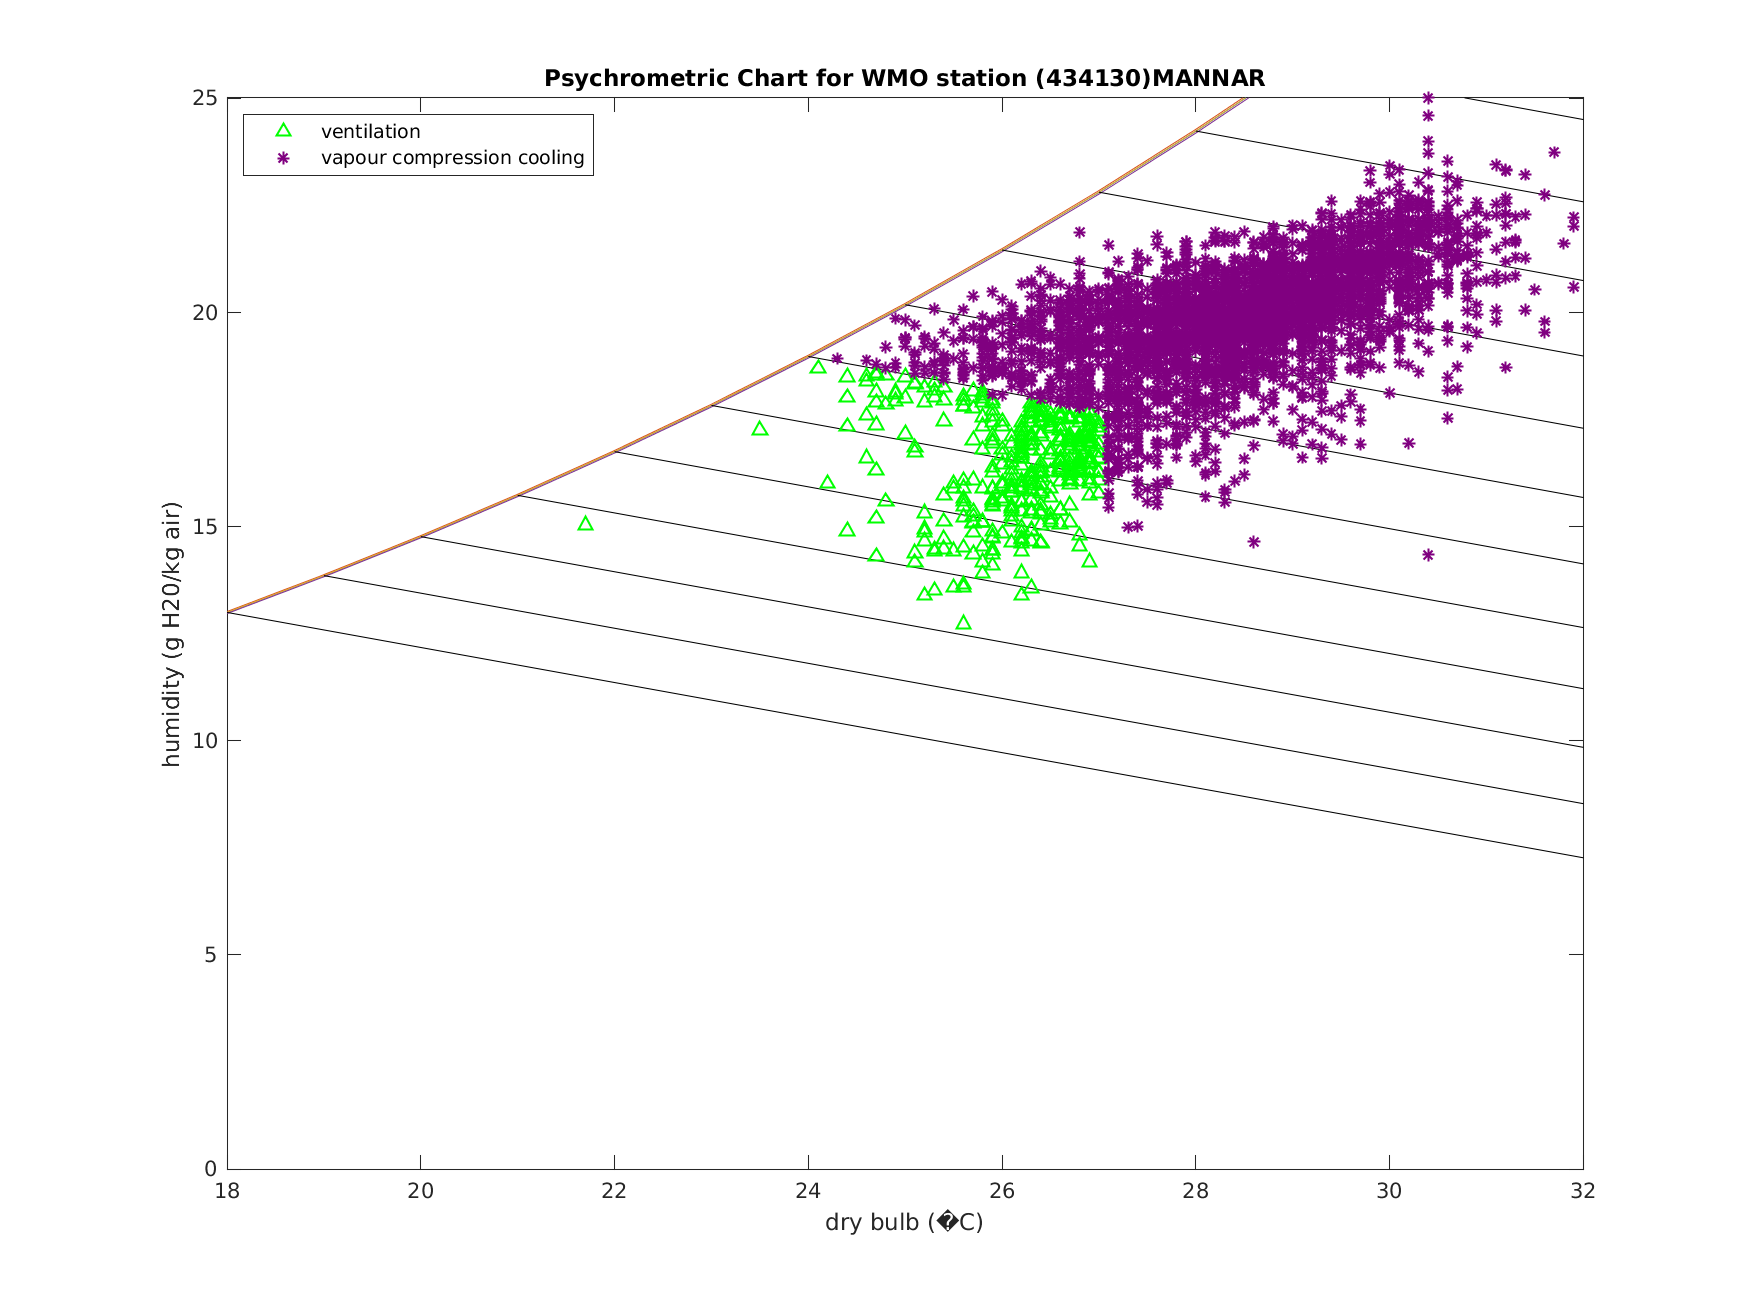 Psychrometric Chart for WMO station (434130)MANNAR
ventilation
vapour compression cooling
humidity (g H20/kg air)
25
20
15
10
5
0
18 20 22 24 26 28 30 32
dry bulb (�C)